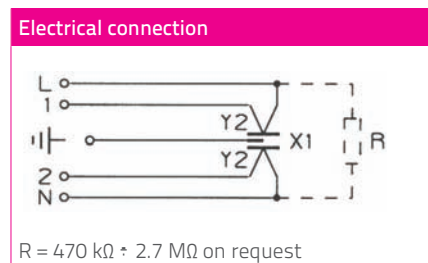 Electrical connection
L
1
Y2
X1
R
Y2
2
N
R = 470 kΩ ÷ 2.7 MΩ on request